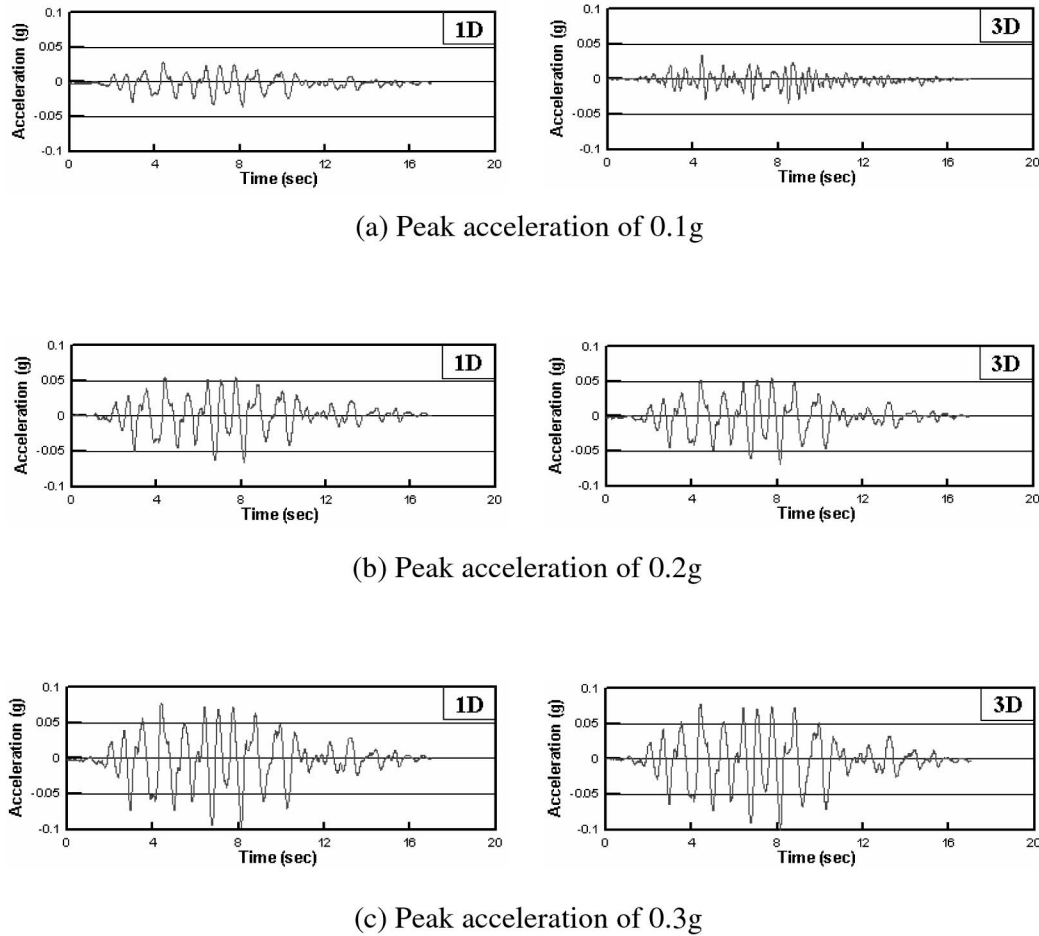 1D
Acceleration (g)
0.1
0.05
0
-0.05
-0.1
0 4 8 12 16 20
Time (sec)
3D
Acceleration (g)
0.1
0.05
0
-0.05
-0.1
0 4 8 12 16 20
Time (sec)
(a) Peak acceleration of 0.1g
1D
Acceleration (g)
0.1
0.05
0
-0.05
-0.1
0 4 8 12 16 20
Time (sec)
3D
Acceleration (g)
0.1
0.05
0
-0.05
-0.1
0 4 8 12 16 20
Time (sec)
(b) Peak acceleration of 0.2g
1D
Acceleration (g)
0.1
0.05
0
-0.05
-0.1
0 4 8 12 16 20
Time (sec)
3D
Acceleration (g)
0.1
0.05
0
-0.05
-0.1
0 4 8 12 16 20
Time (sec)
(c) Peak acceleration of 0.3g